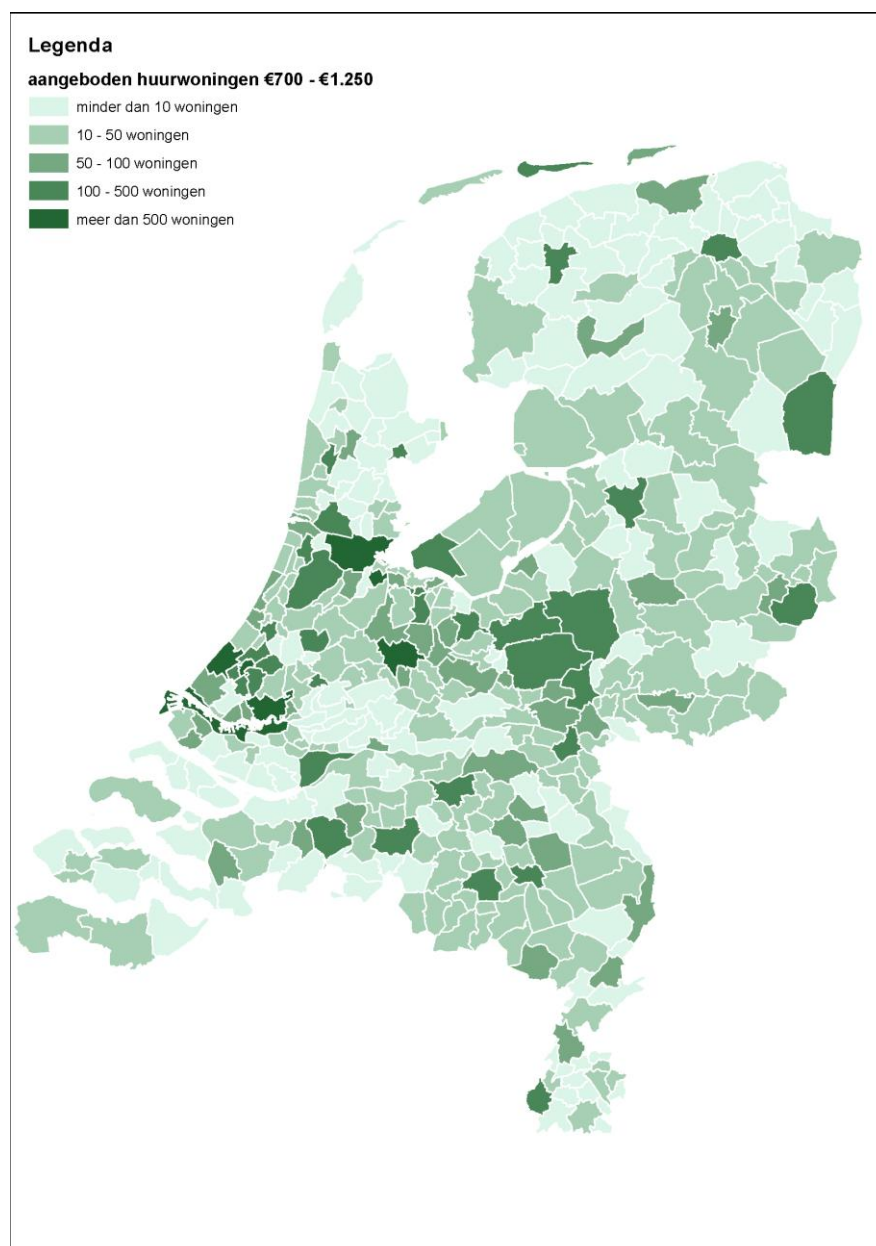 Legenda
aangeboden huurwoningen €700 - €1.250
minder dan 10 woningen
10 - 50 woningen
50 - 100 woningen
100 - 500 woningen
meer dan 500 woningen